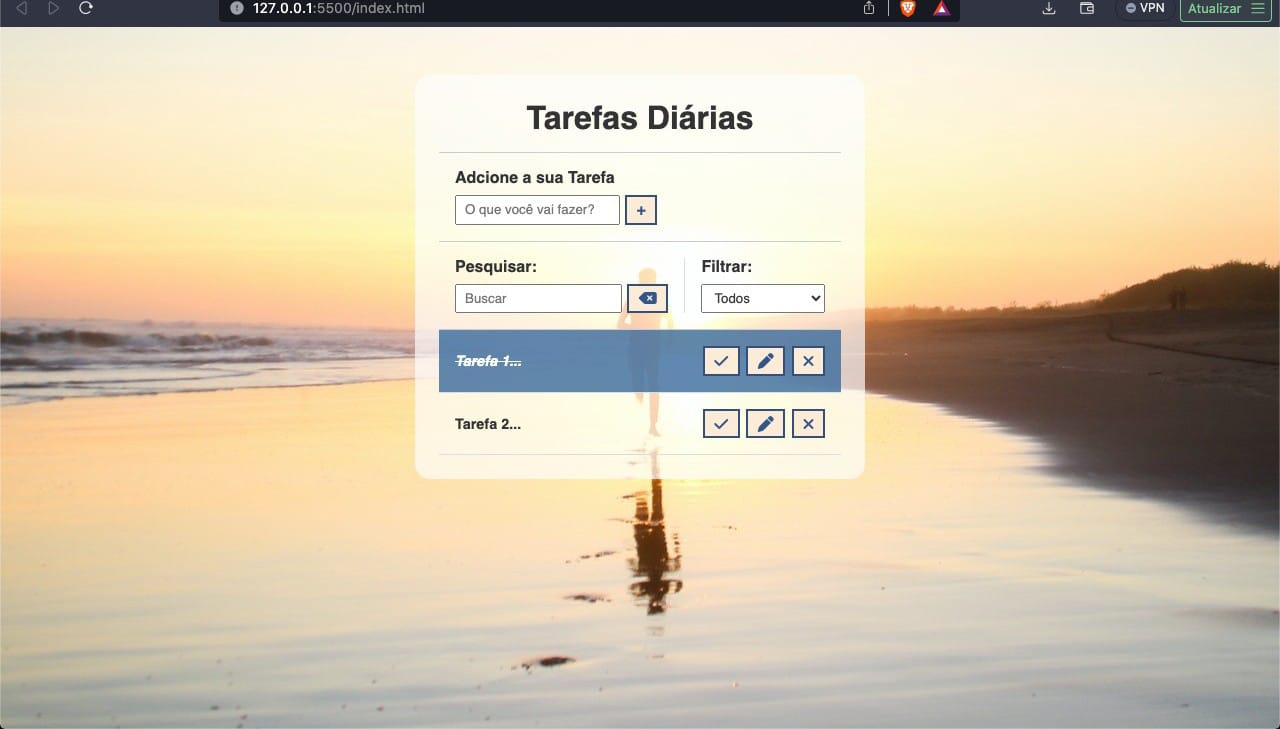 127.0.0.1:5500/index.html
VPN
Atualizar
Tarefas Diárias
Adcione a sua Tarefa
O que você vai fazer?
+
Pesquisar:
Filtrar:
Buscar
Todos
Tarefa 1...
Tarefa 2...